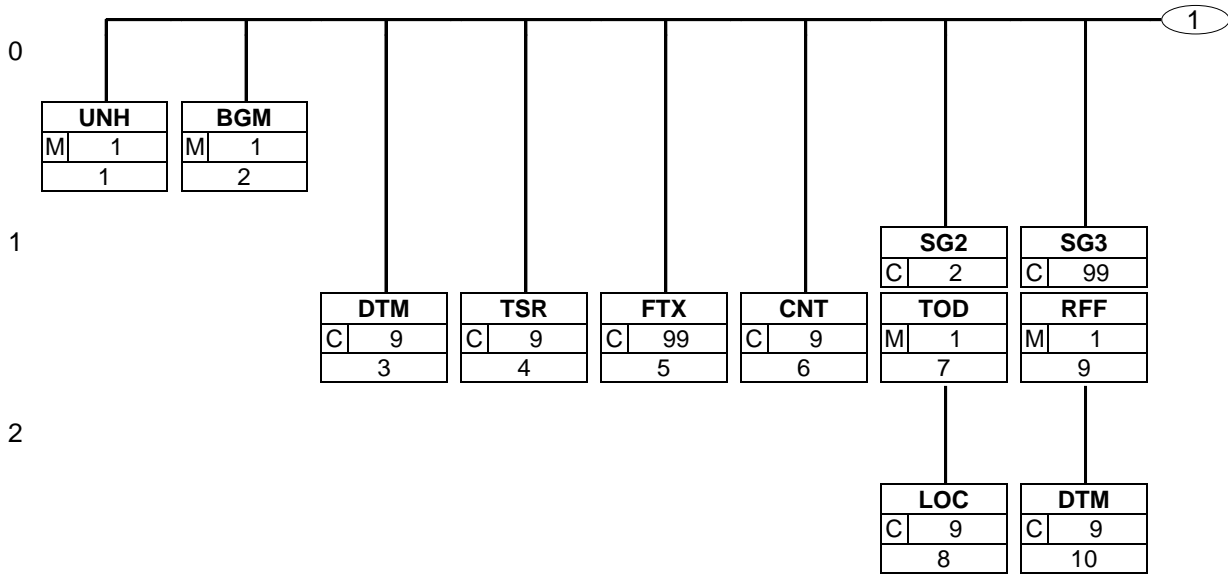 1
0
UNH
M 1
1
BGM
M 1
2
1
SG2
C 2
SG3
C 99
DTM
C 9
3
TSR
C 9
4
FTX
C 99
5
CNT
C 9
6
TOD
M 1
7
RFF
M 1
9
2
LOC
C 9
8
DTM
C 9
10